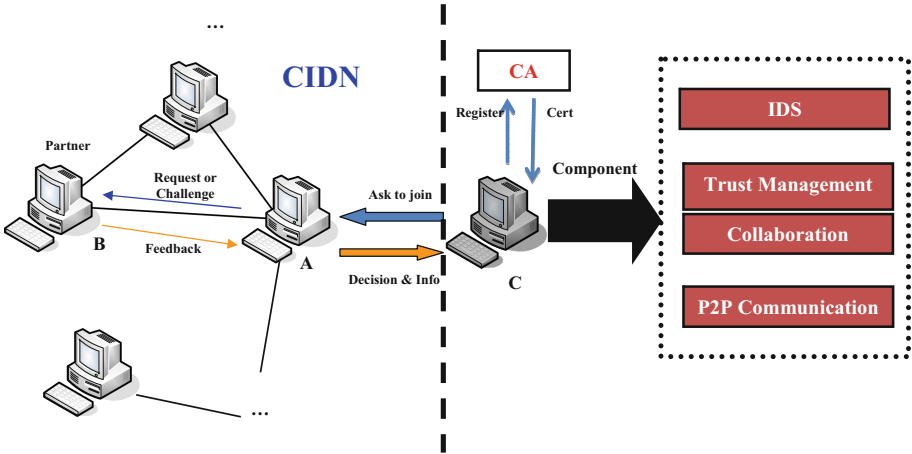 ...
CIDN
CA
Register
Cert
IDS
Partner
Request or
Challenge
Component
Trust Management
Ask to join
B
Feedback
A
Collaboration
Decision & Info
C
P2P Communication
...